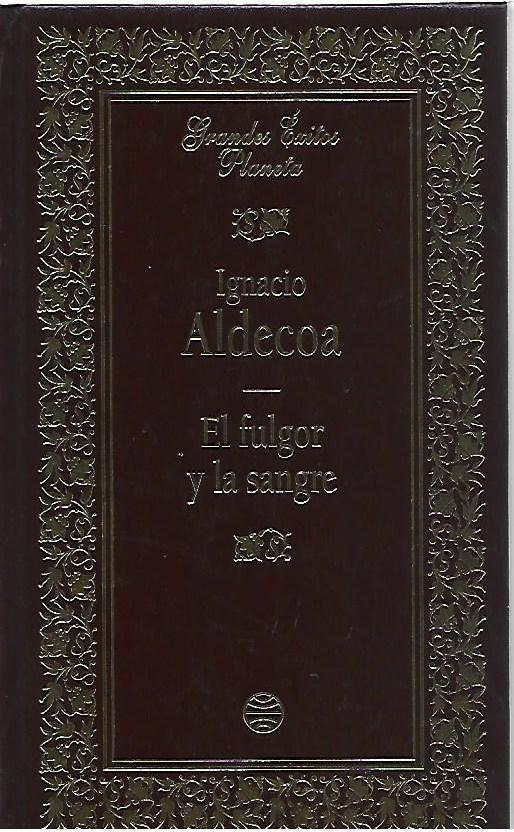 Grandes Éxitos
Planeta
Ignacio
Aldecoa
El fulgor
y la sangre